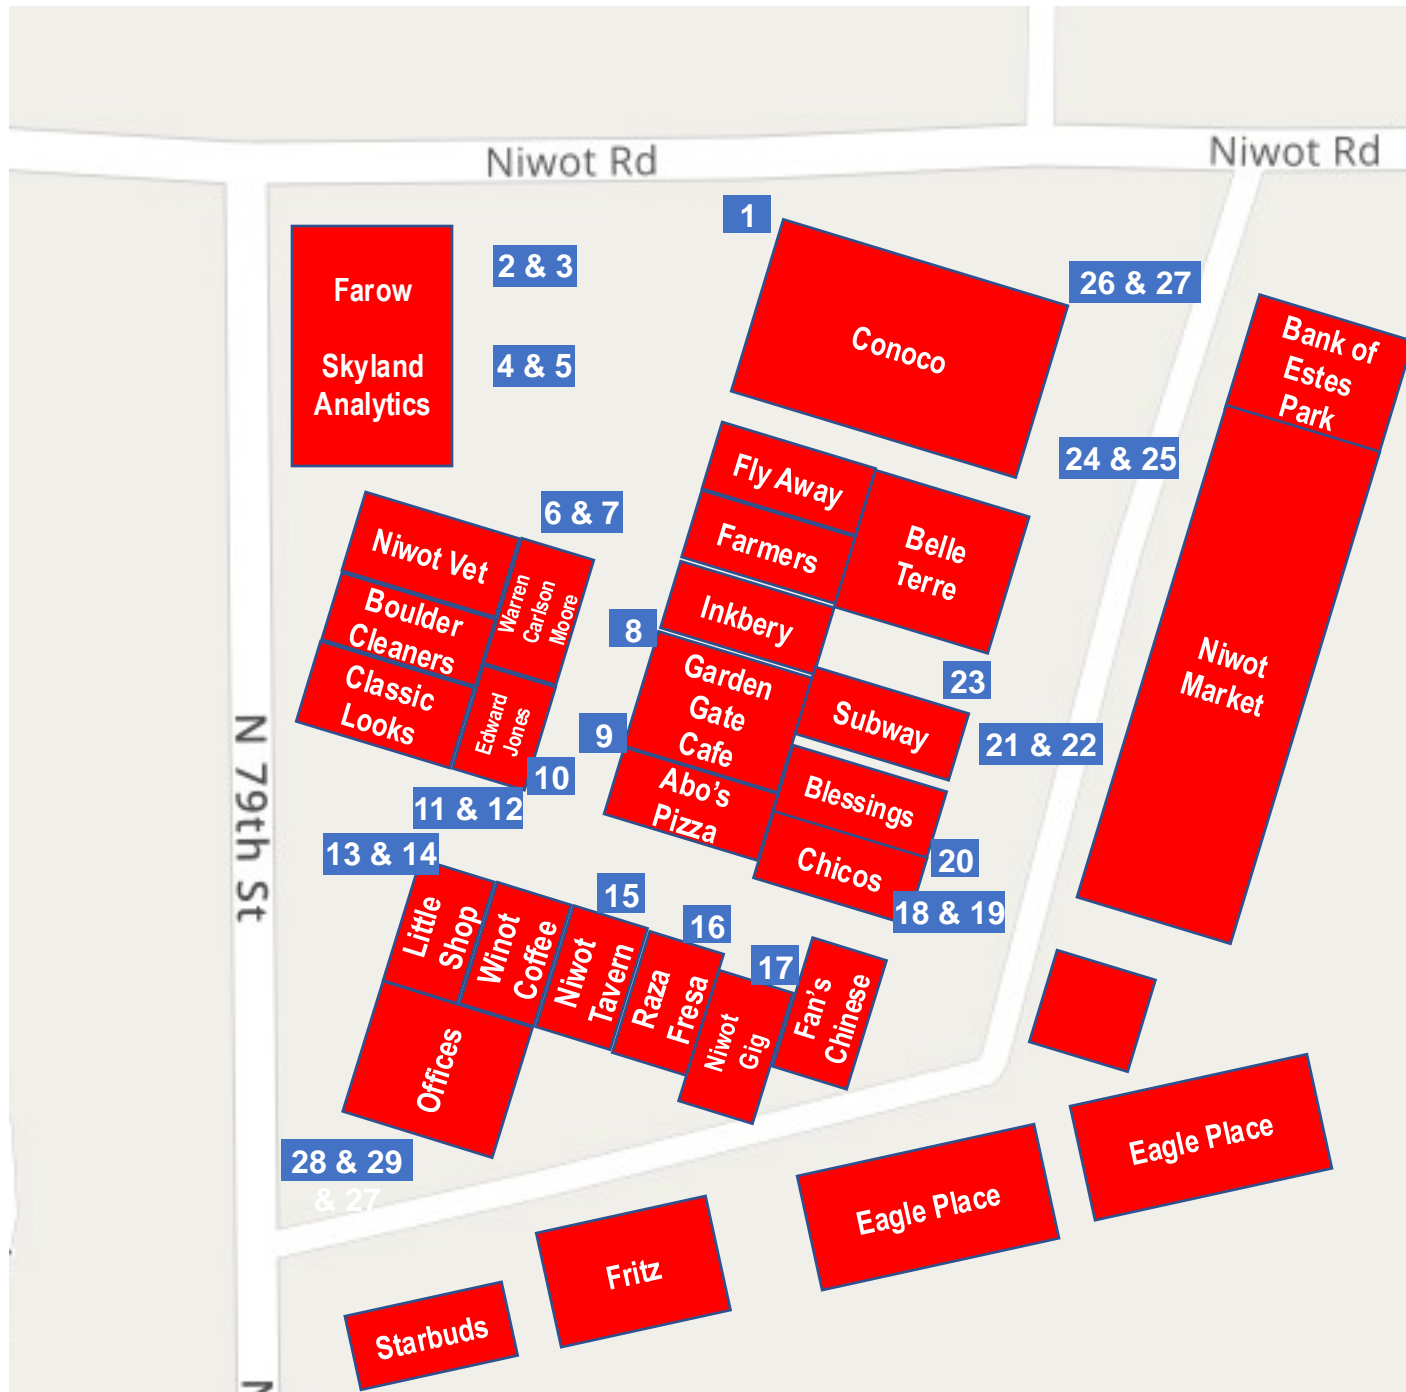 Niwot Rd
Niwot Rd
1
Farow
2 & 3
26 & 27
Skyland
Analytics
4 & 5
Conoco
Bank of
Estes
Park
24 & 25
Fly Away
Farmers
Belle
Terre
6 & 7
Niwot Vet
Warren
Carlson
Moore
Boulder
Cleaners
Inkbery
8
Classic
Looks
Edward
Jones
Garden
Gate
Cafe
23
Niwot
Market
Subway
9
21 & 22
N 79th St
10
Abo's
Pizza
Blessings
11 & 12
13 & 14
Chicos
20
18 & 19
15
16
17
Little
Shop
Winot
Coffee
Niwot
Tavern
Raza
Fresa
Niwot
Gig
Fan's
Chinese
Offices
28 & 29
& 27
Eagle Place
Eagle Place
Fritz
Starbuds
N